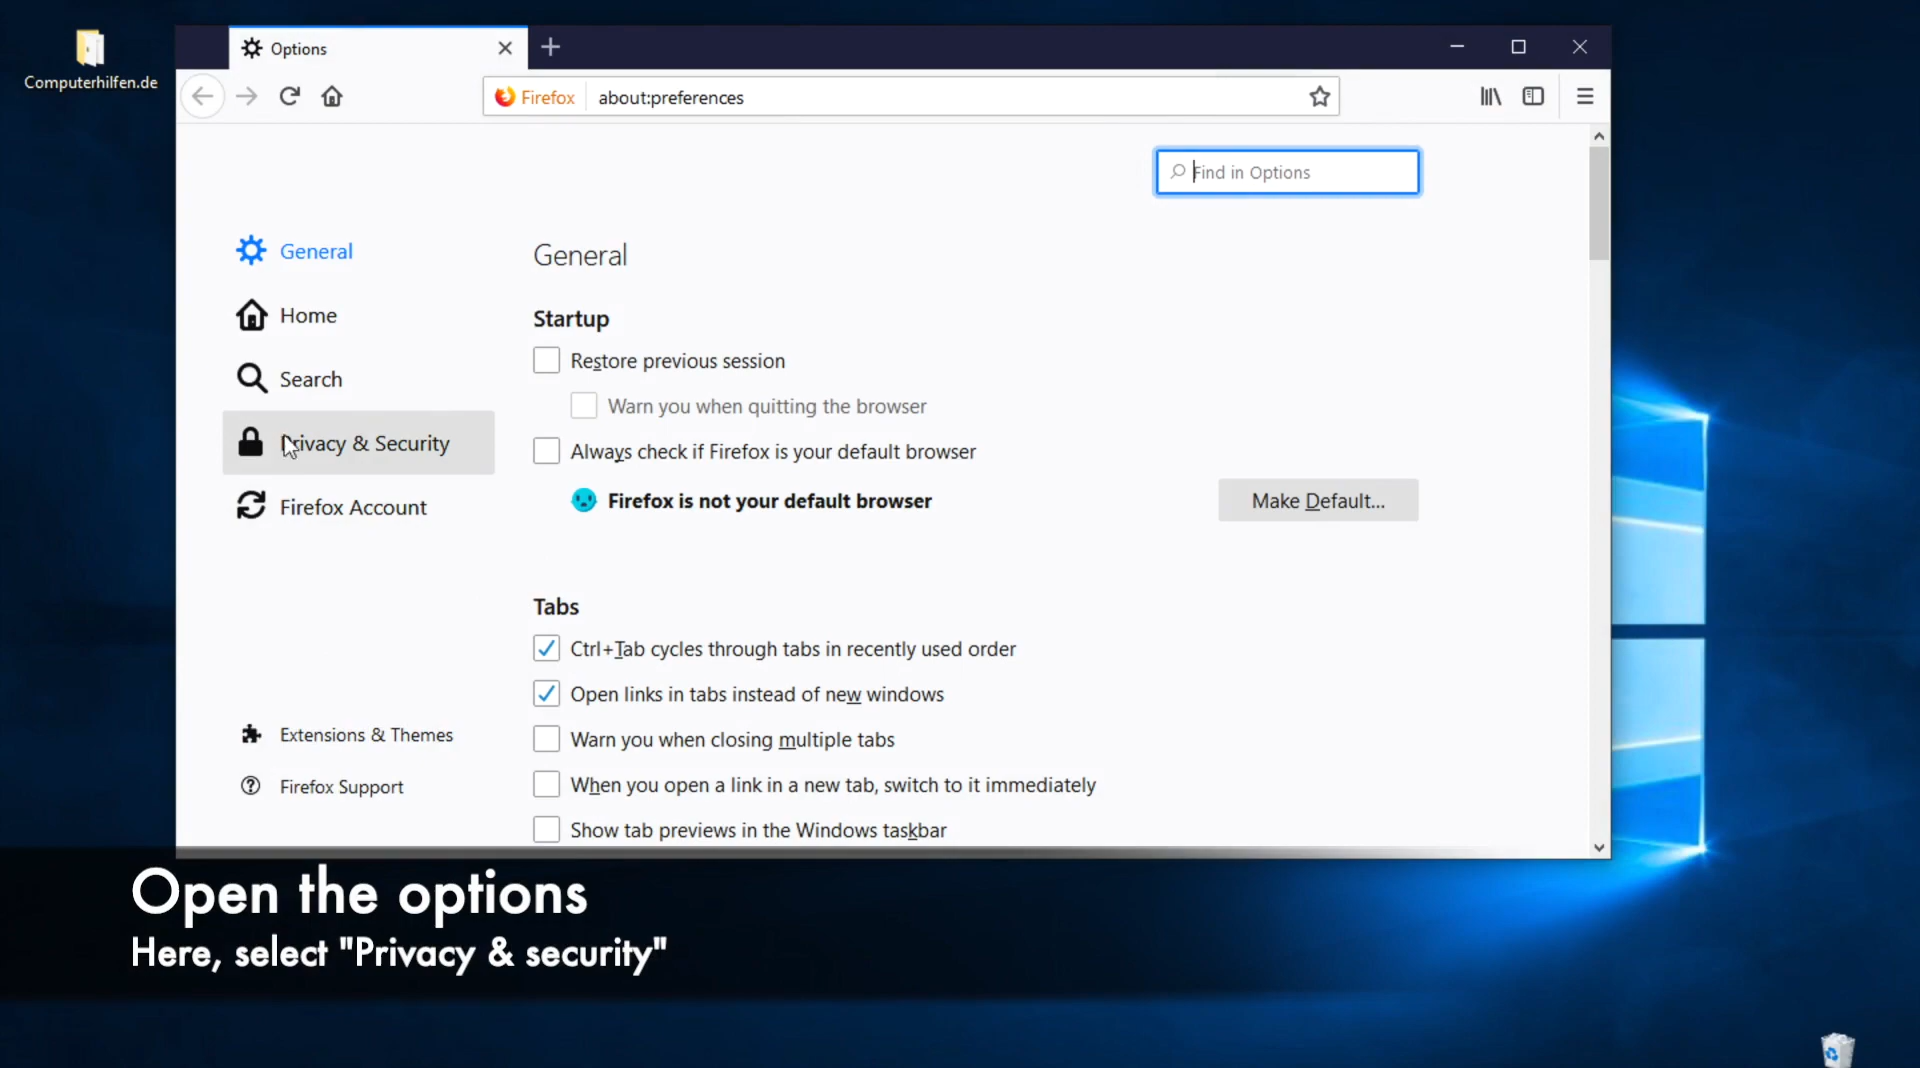 Computerhilfen.de
Options
Firefox
about:preferences
Find in Options
General
Home
Search
Privacy & Security
Firefox Account
Extensions & Themes
Firefox Support
General
Startup
Restore previous session
Warn you when quitting the browser
Always check if Firefox is your default browser
Firefox is not your default browser
Make Default...
Tabs
Ctrl+Tab cycles through tabs in recently used order
Open links in tabs instead of new windows
Warn you when closing multiple tabs
When you open a link in a new tab, switch to it immediately
Show tab previews in the Windows taskbar
Open the options
Here, select "Privacy & security"